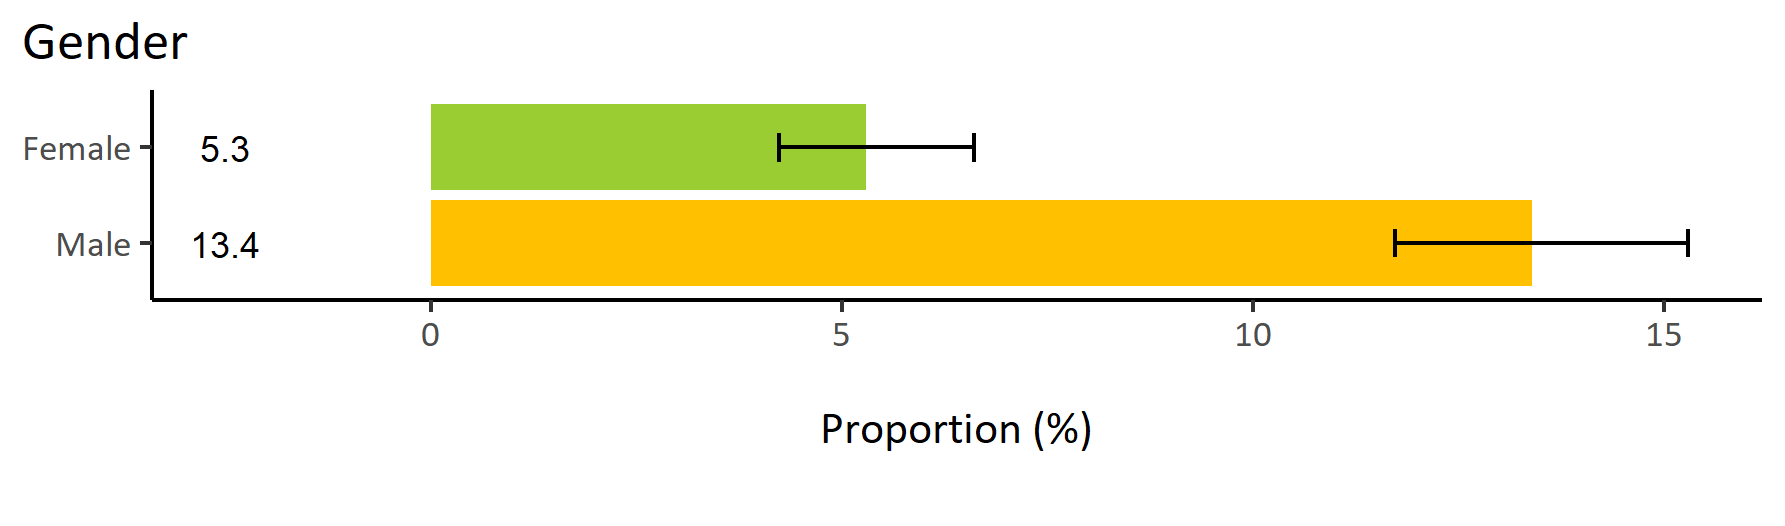 Gender
Female 5.3
Male 13.4
0 5 10 15
Proportion (%)